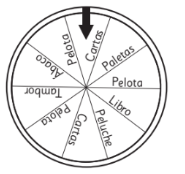 Cartas
Paletas
Pelota
Libro
Peluche
Cartas
Pelota
Tambor
Ábaco
Pelota